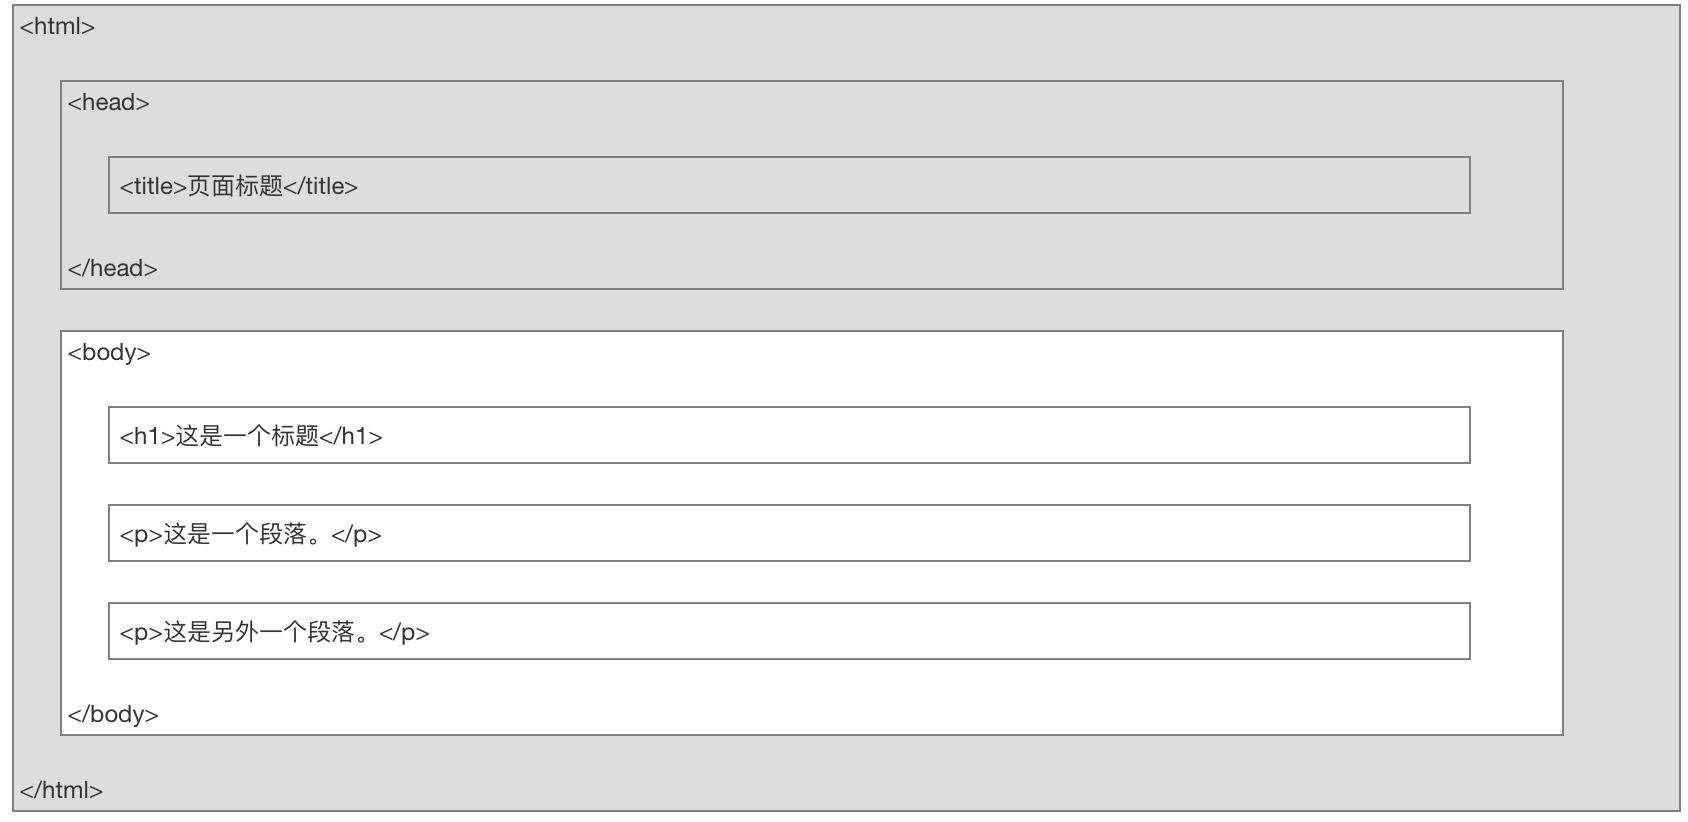 <html>
<head>
<title>页面标题</title>
</head>
<body>
<h1>这是一个标题</h1>
<p>这是一个段落。</p>
<p>这是另外一个段落。</p>
</body>
</html>